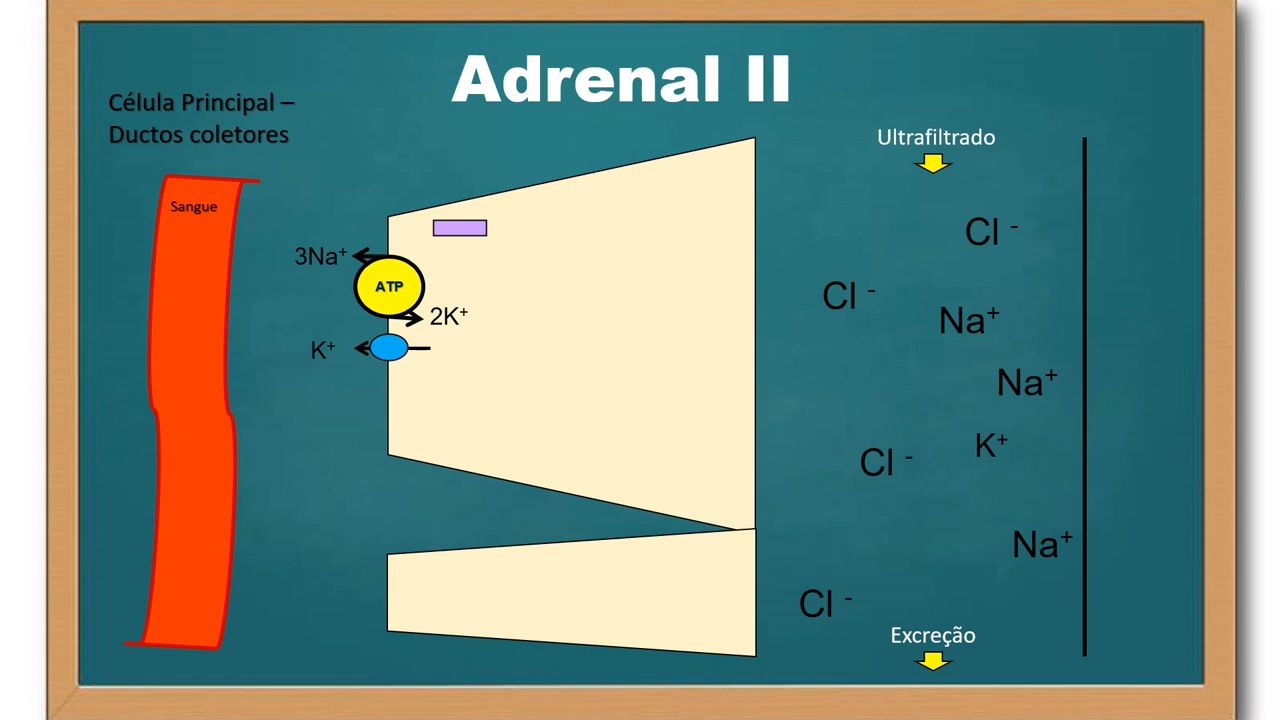 Adrenal II
Célula Principal –
Ductos coletores
Ultrafiltrado
Sangue
Cl -
3Na+
ATP
Cl -
2K+
Na+
K+
Na+
K+
Cl -
Na+
Cl -
Excreção